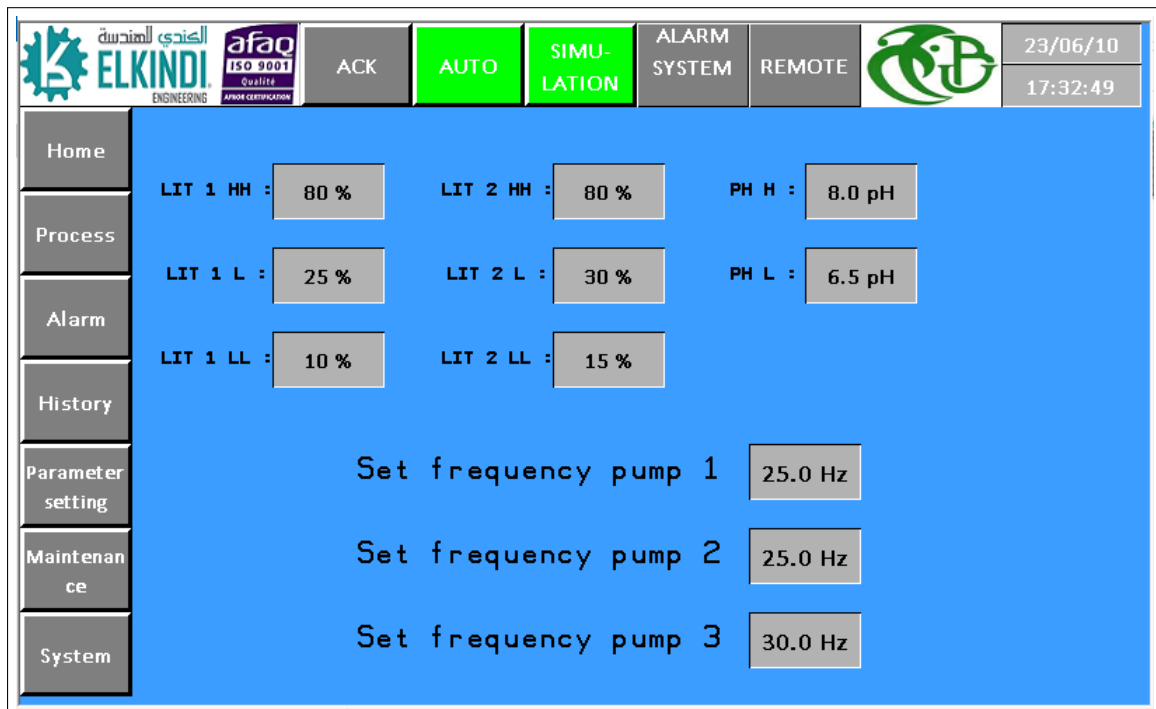 الكندي للهندسة
ELKINDI.
ENGINEERING
afaq
ISO 9001
Qualité
AFNOR CERTIFICATION
ACK
AUTO
SIMU-
LATION
ALARM
SYSTEM
REMOTE
23/06/10
17:32:49
Home
Process
Alarm
History
Parameter
setting
Maintenan
ce
System
LIT 1 HH : 80 % LIT 2 HH : 80 % PH H : 8.0 pH
LIT 1 L : 25 % LIT 2 L : 30 % PH L : 6.5 pH
LIT 1 LL : 10 % LIT 2 LL : 15 %
Set frequency pump 1 25.0 Hz
Set frequency pump 2 25.0 Hz
Set frequency pump 3 30.0 Hz